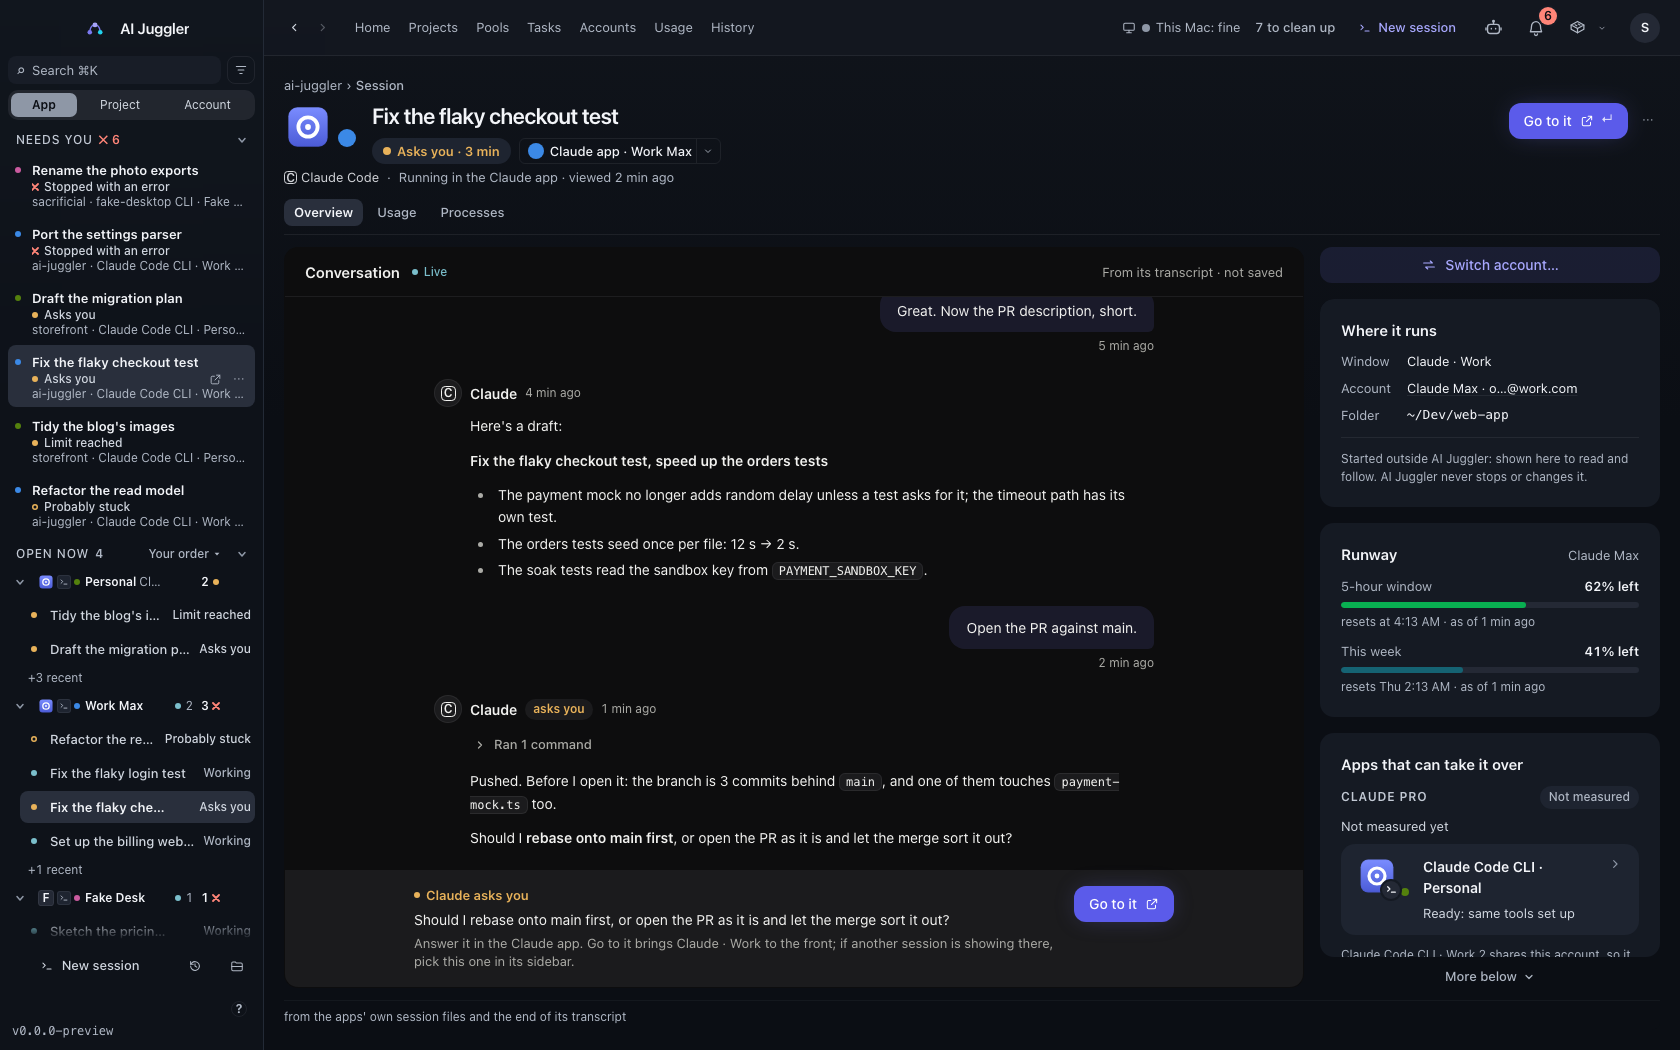 AI Juggler
Search ⌘K
App Project Account
NEEDS YOU 6
Rename the photo exports
Stopped with an error
sacrificial · fake-desktop CLI · Fake ...
Port the settings parser
Stopped with an error
ai-juggler · Claude Code CLI · Work ...
Draft the migration plan
Asks you
storefront · Claude Code CLI · Perso...
Fix the flaky checkout test
Asks you
ai-juggler · Claude Code CLI · Work ...
Tidy the blog's images
Limit reached
storefront · Claude Code CLI · Perso...
Refactor the read model
Probably stuck
ai-juggler · Claude Code CLI · Work ...
OPEN NOW 4 Your order
Personal Cl... 2
Tidy the blog's i... Limit reached
Draft the migration p... Asks you
+3 recent
Work Max 2 3
Refactor the re... Probably stuck
Fix the flaky login test Working
Fix the flaky che... Asks you
Set up the billing web... Working
+1 recent
F Fake Desk 1 1
Sketch the pricin... Working
New session
?
v0.0.0-preview
Home Projects Pools Tasks Accounts Usage History
This Mac: fine 7 to clean up New session 6 S
ai-juggler › Session
Fix the flaky checkout test
Asks you · 3 min Claude app · Work Max
Go to it
C Claude Code · Running in the Claude app · viewed 2 min ago
Overview Usage Processes
Conversation Live From its transcript · not saved
Great. Now the PR description, short.
5 min ago
C Claude 4 min ago
Here's a draft:
Fix the flaky checkout test, speed up the orders tests
• The payment mock no longer adds random delay unless a test asks for it; the timeout path has its
own test.
• The orders tests seed once per file: 12 s → 2 s.
• The soak tests read the sandbox key from PAYMENT_SANDBOX_KEY.
Open the PR against main.
2 min ago
C Claude asks you 1 min ago
Ran 1 command
Pushed. Before I open it: the branch is 3 commits behind main, and one of them touches payment-
mock.ts too.
Should I rebase onto main first, or open the PR as it is and let the merge sort it out?
Claude asks you
Should I rebase onto main first, or open the PR as it is and let the merge sort it out?
Answer it in the Claude app. Go to it brings Claude · Work to the front; if another session is showing there,
pick this one in its sidebar.
Go to it
from the apps' own session files and the end of its transcript
Switch account...
Where it runs
Window Claude · Work
Account Claude Max · o...@work.com
Folder ~/Dev/web-app
Started outside AI Juggler: shown here to read and
follow. AI Juggler never stops or changes it.
Runway Claude Max
5-hour window 62% left
resets at 4:13 AM · as of 1 min ago
This week 41% left
resets Thu 2:13 AM · as of 1 min ago
Apps that can take it over
CLAUDE PRO Not measured
Not measured yet
Claude Code CLI ·
Personal
Ready: same tools set up
Claude Code CLI · Work 2 shares this account, so it
More below